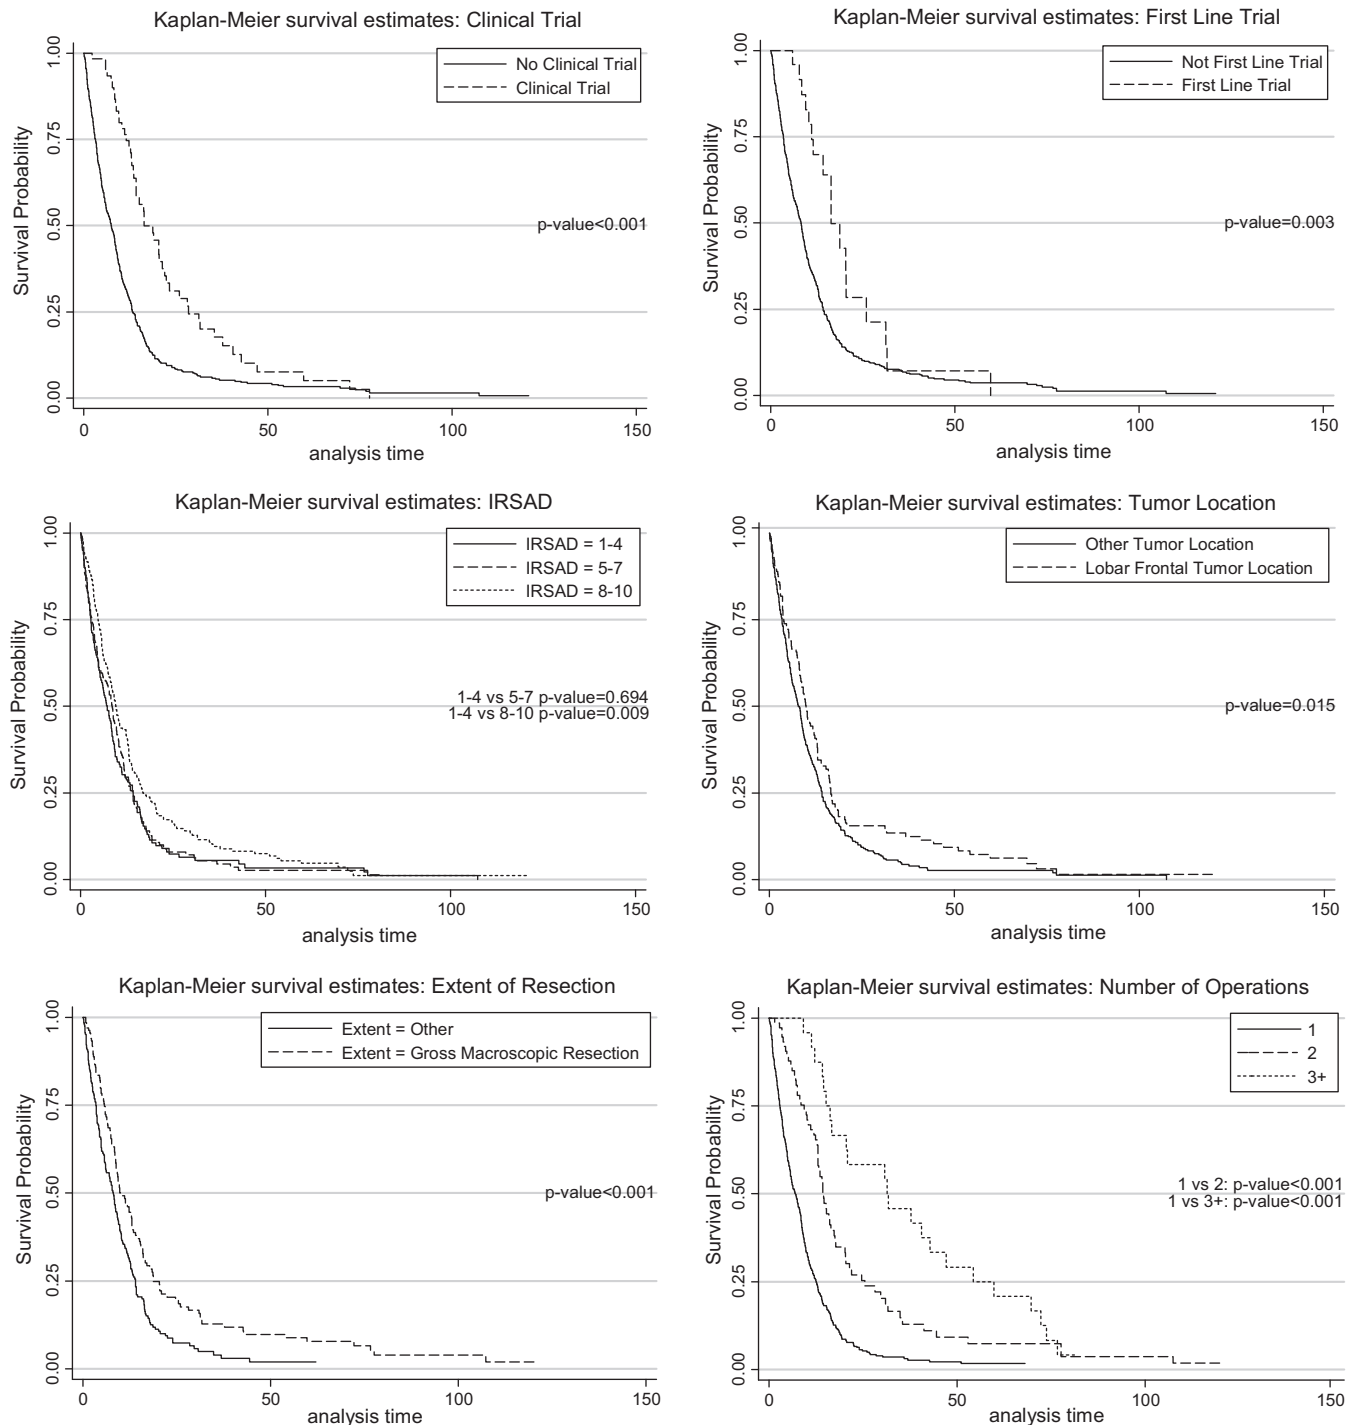 Kaplan-Meier survival estimates: Clinical Trial
1.00
0.75
0.50
0.25
0.00
Survival Probability
No Clinical Trial
Clinical Trial
p-value<0.001
0
50
100
150
analysis time
Kaplan-Meier survival estimates: First Line Trial
1.00
0.75
0.50
0.25
0.00
Survival Probability
Not First Line Trial
First Line Trial
p-value=0.003
0
50
100
150
analysis time
Kaplan-Meier survival estimates: IRSAD
1.00
0.75
0.50
0.25
0.00
Survival Probability
IRSAD = 1-4
IRSAD = 5-7
IRSAD = 8-10
1-4 vs 5-7 p-value=0.694
1-4 vs 8-10 p-value=0.009
0
50
100
150
analysis time
Kaplan-Meier survival estimates: Tumor Location
1.00
0.75
0.50
0.25
0.00
Survival Probability
Other Tumor Location
Lobar Frontal Tumor Location
p-value=0.015
0
50
100
150
analysis time
Kaplan-Meier survival estimates: Extent of Resection
1.00
0.75
0.50
0.25
0.00
Survival Probability
Extent = Other
Extent = Gross Macroscopic Resection
p-value<0.001
0
50
100
150
analysis time
Kaplan-Meier survival estimates: Number of Operations
1.00
0.75
0.50
0.25
0.00
Survival Probability
1
2
3+
1 vs 2: p-value<0.001
1 vs 3+: p-value<0.001
0
50
100
150
analysis time